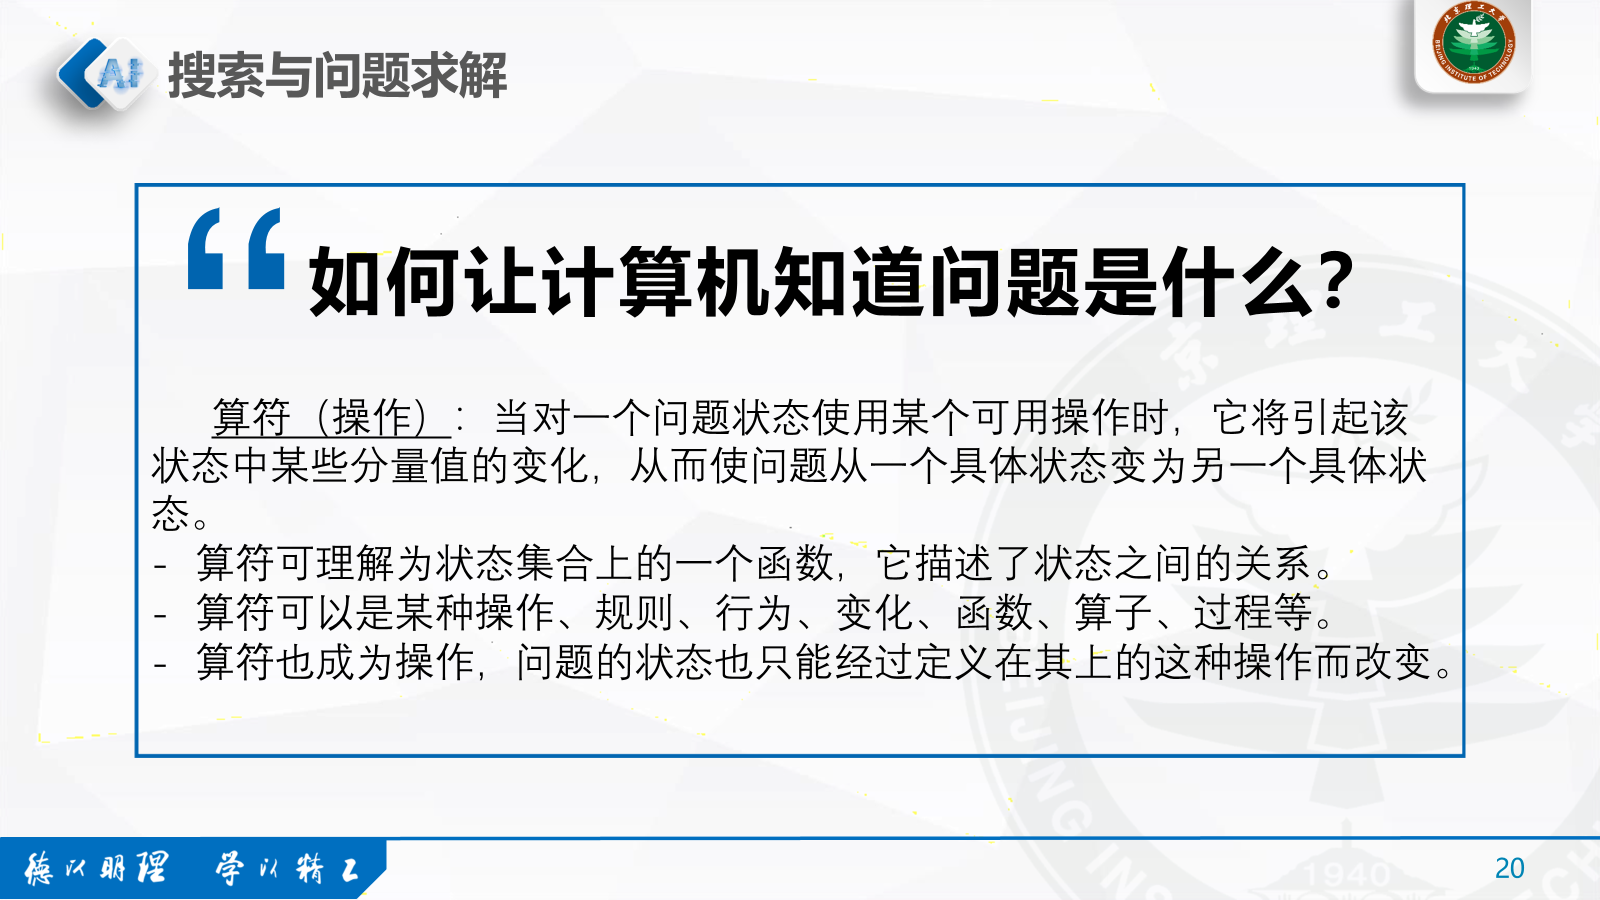 AI
搜索与问题求解
北京理工大学
BEIJING INSTITUTE OF TECHNOLOGY
1940
“
如何让计算机知道问题是什么？
算符（操作）：当对一个问题状态使用某个可用操作时，它将引起该
状态中某些分量值的变化，从而使问题从一个具体状态变为另一个具体状
态。
- 算符可理解为状态集合上的一个函数，它描述了状态之间的关系。
- 算符可以是某种操作、规则、行为、变化、函数、算子、过程等。
- 算符也成为操作，问题的状态也只能经过定义在其上的这种操作而改变。
京理工大学
EIJING INS
TECH
1940
德以明理 学以精工
20